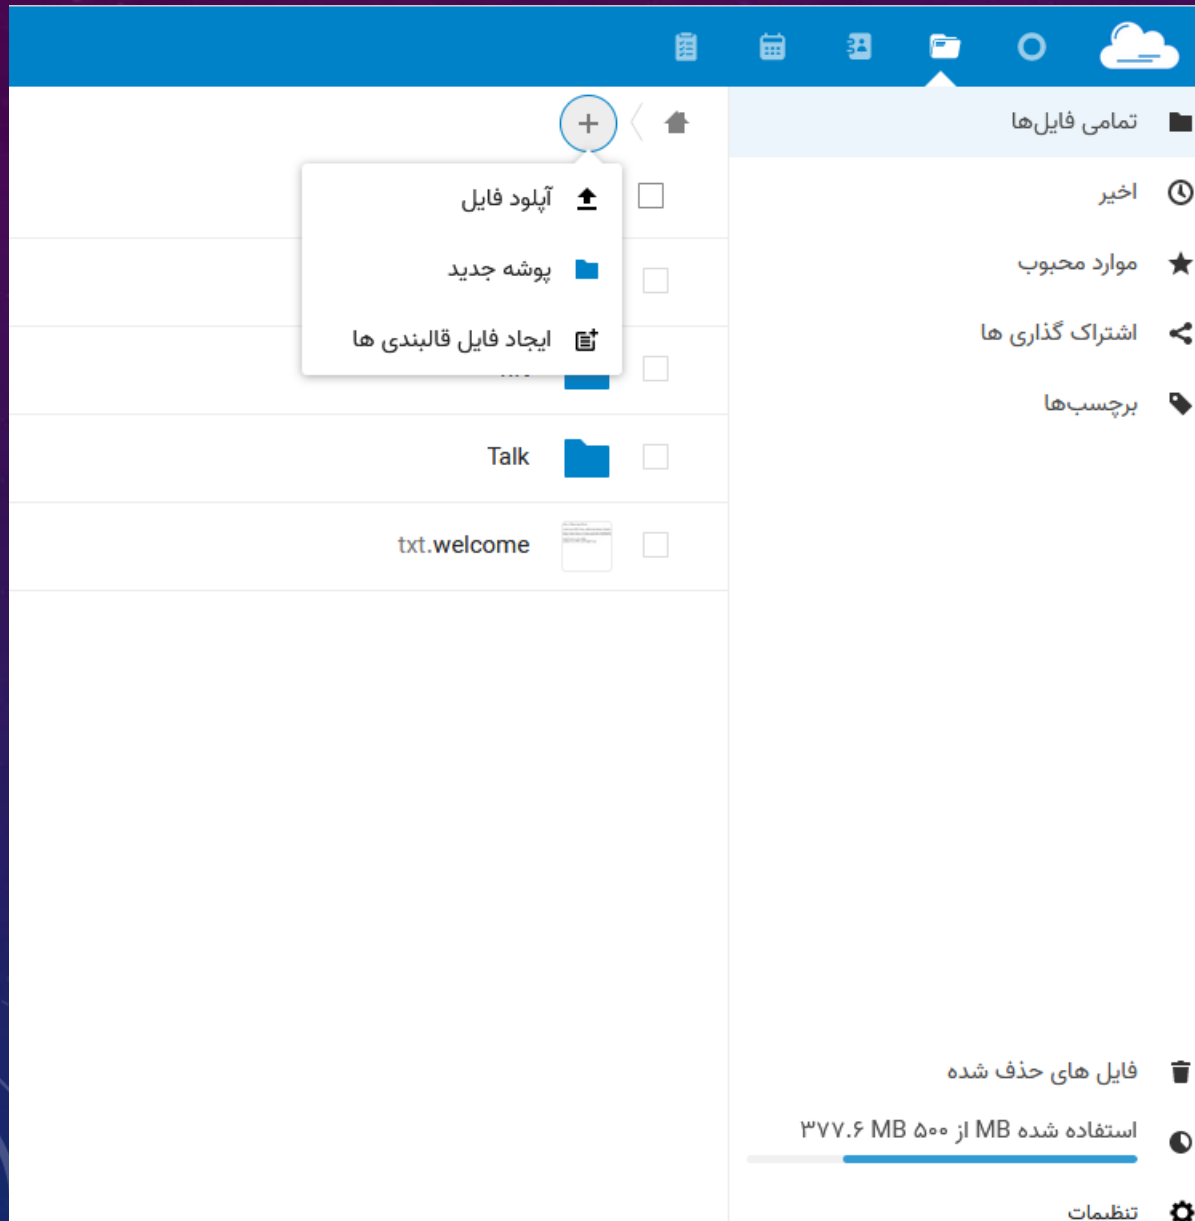 تمامی فایل‌ها
اخیر
موارد محبوب
اشتراک گذاری ها
برچسب‌ها
آپلود فایل
پوشه جدید
ایجاد فایل قالبندی ها
Talk
txt.welcome
فایل های حذف شده
استفاده شده MB از ۵۰۰ MB ۳۷۷.۶
تنظیمات